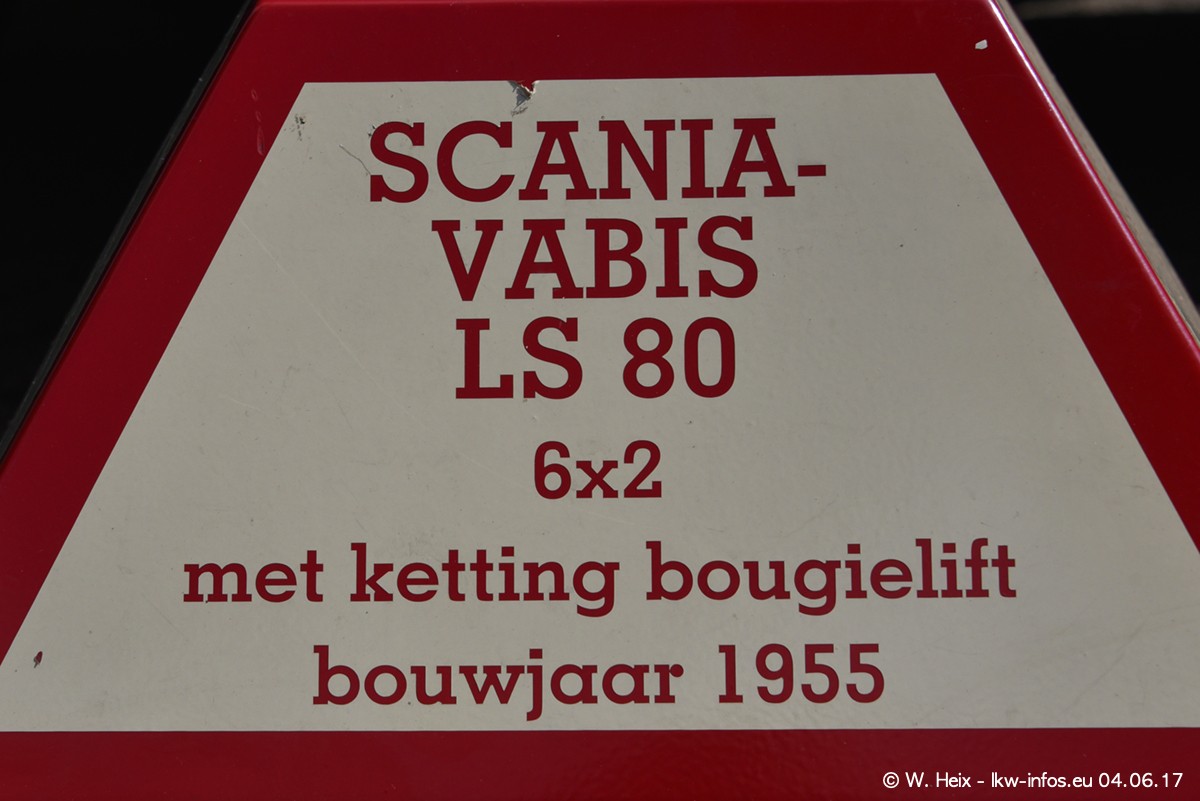 SCANIA-
VABIS
LS 80
6x2
met ketting bougielift
bouwjaar 1955
© W. Heix - lkw-infos.eu 04.06.17